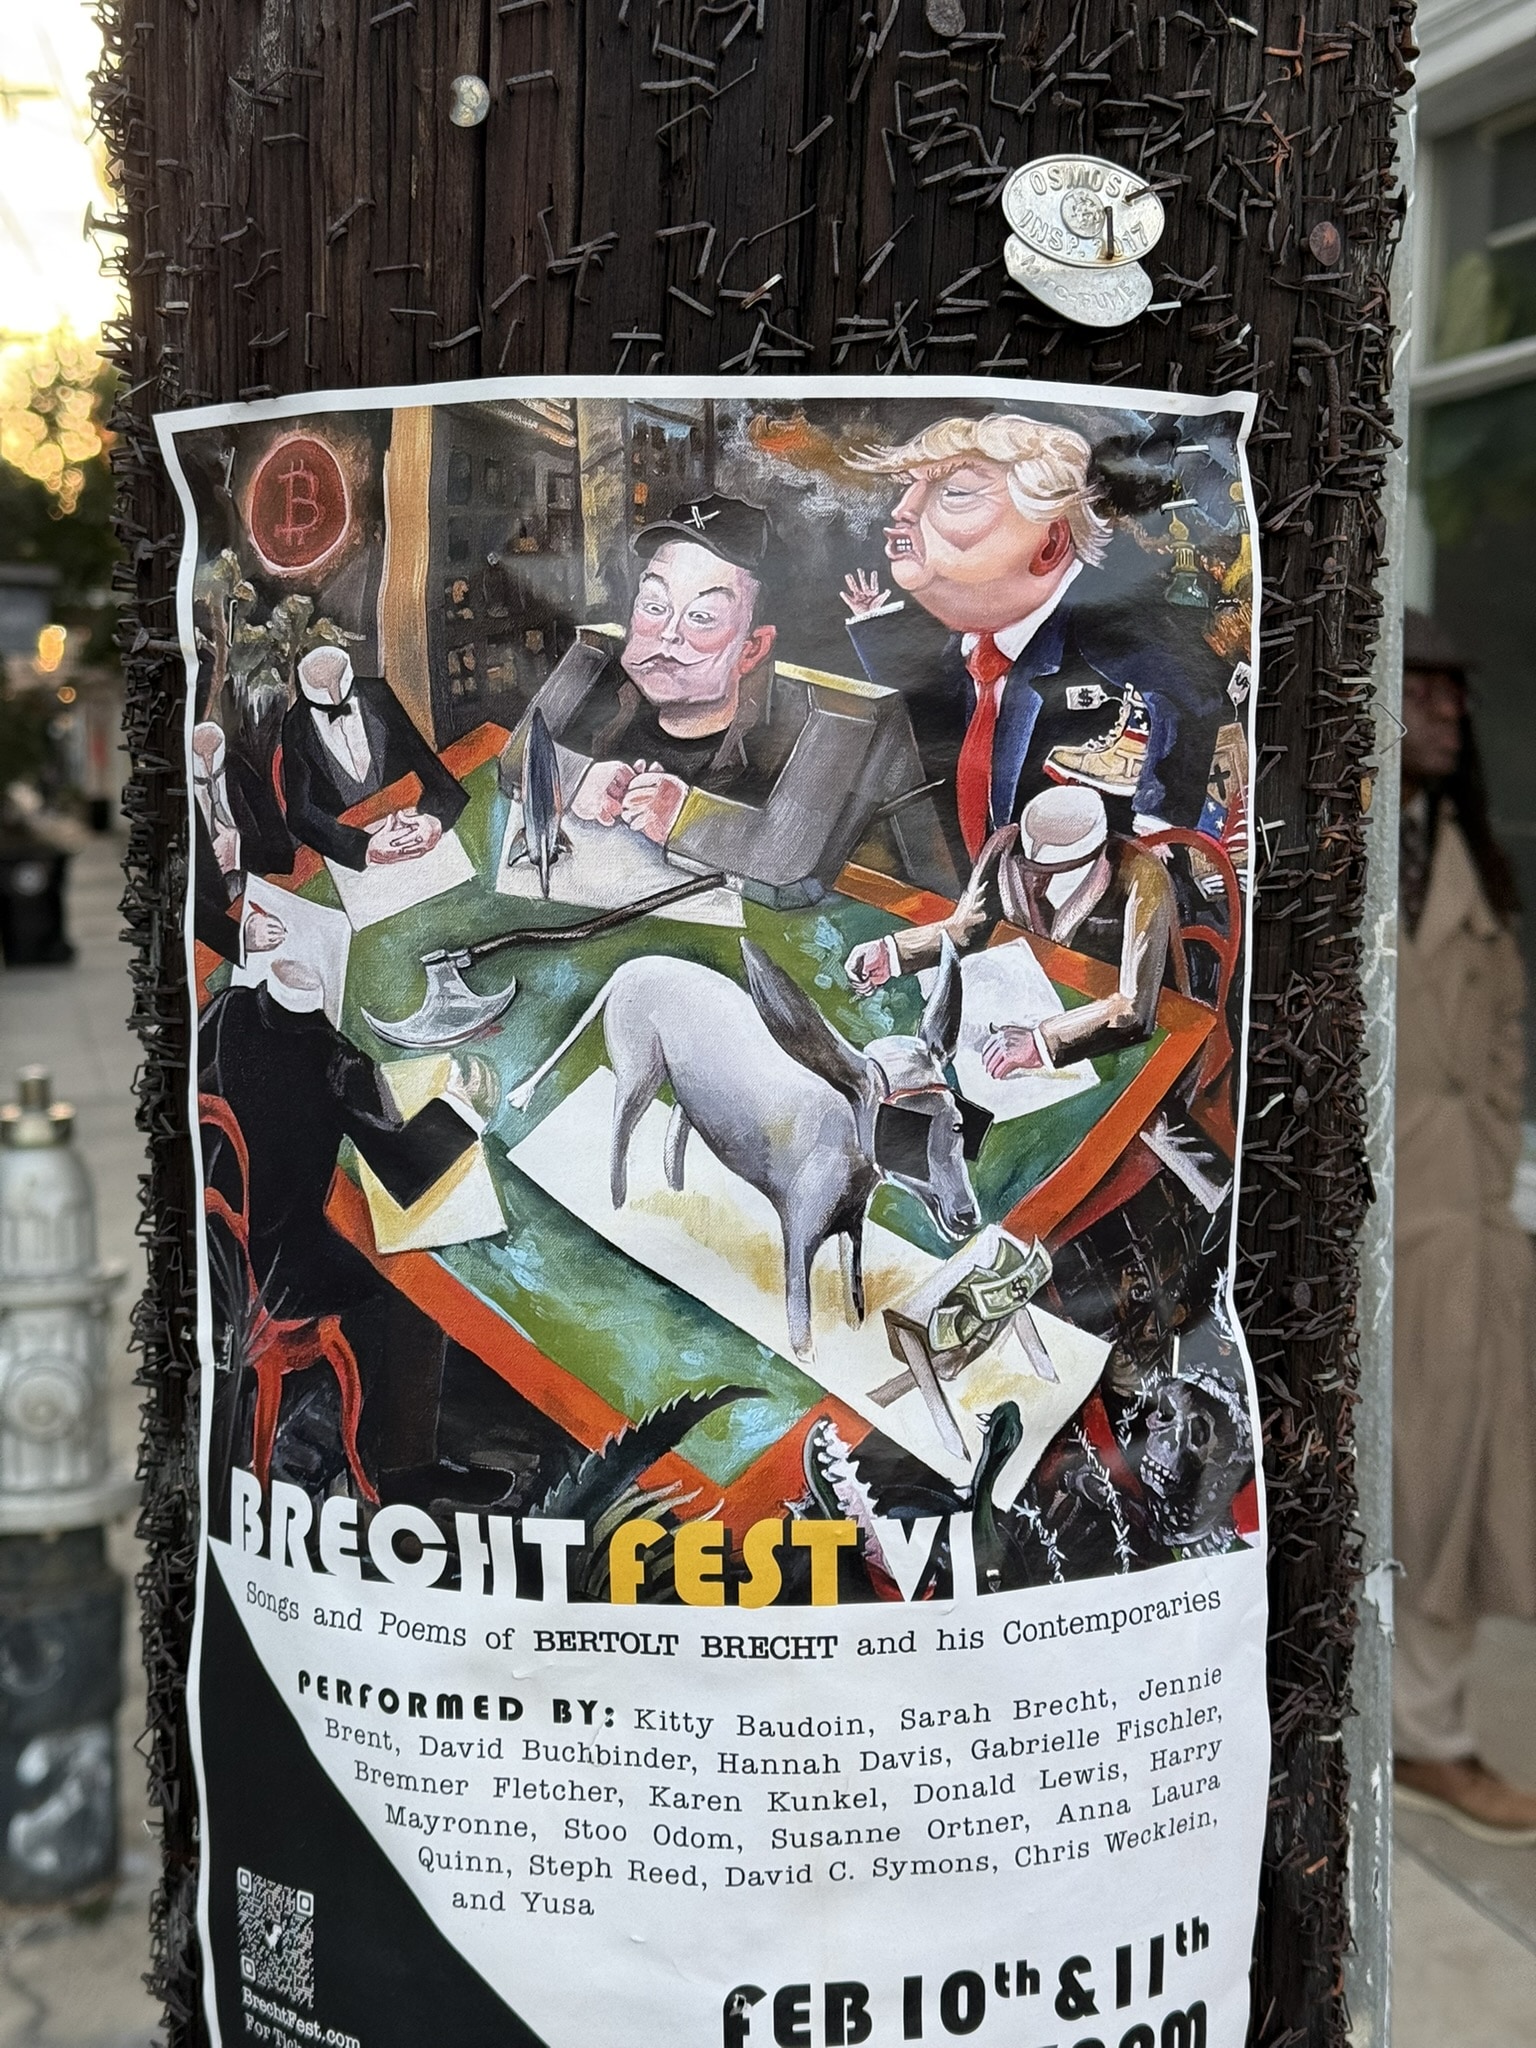 OSMOSE
INSP. 2017
BRECHT FEST VI
Songs and Poems of BERTOLT BRECHT and his Contemporaries
PERFORMED BY: Kitty Baudoin, Sarah Brecht, Jennie
Brent, David Buchbinder, Hannah Davis, Gabrielle Fischler,
Bremner Fletcher, Karen Kunkel, Donald Lewis, Harry
Mayronne, Stoo Odom, Susanne Ortner, Anna Laura
Quinn, Steph Reed, David C. Symons, Chris Wecklein,
and Yusa
BrechtFest.com
For
FEB 10th & 11th